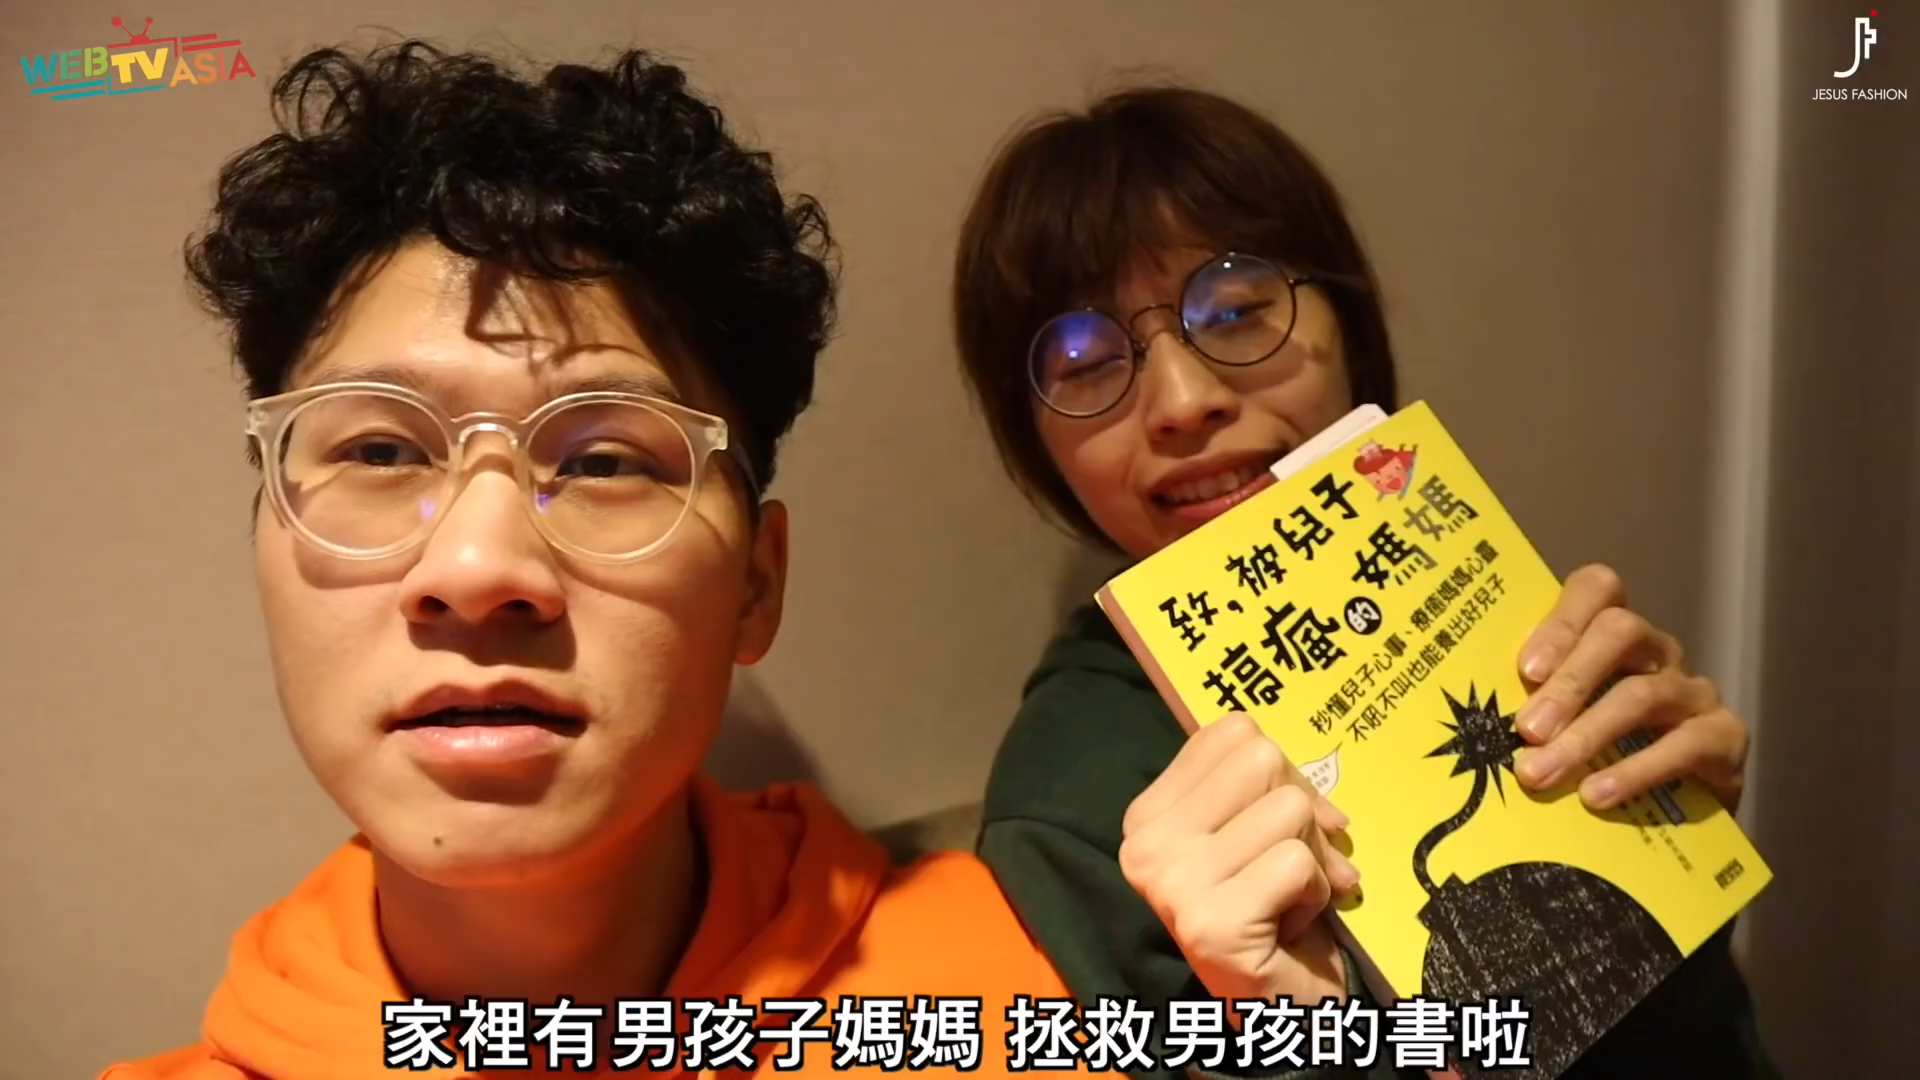 WEBTVASIA
JESUS FASHION
致,被兒子
搞瘋的媽媽
秒懂兒子心事、療癒媽媽心靈
不吼不叫也能養出好兒子
家裡有男孩子媽媽 拯救男孩的書啦